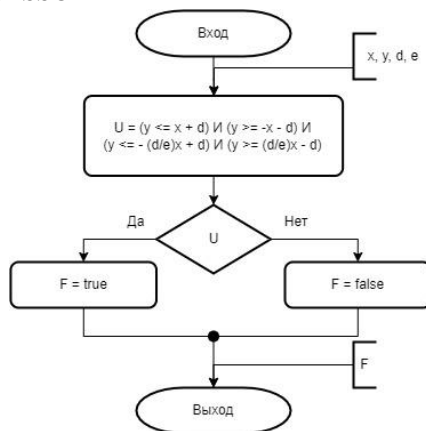 Вход
x, y, d, e
U = (y <= x + d) И (y >= -x - d) И
(y <= - (d/e)x + d) И (y >= (d/e)x - d)
Да
U
Нет
F = true
F = false
F
Выход